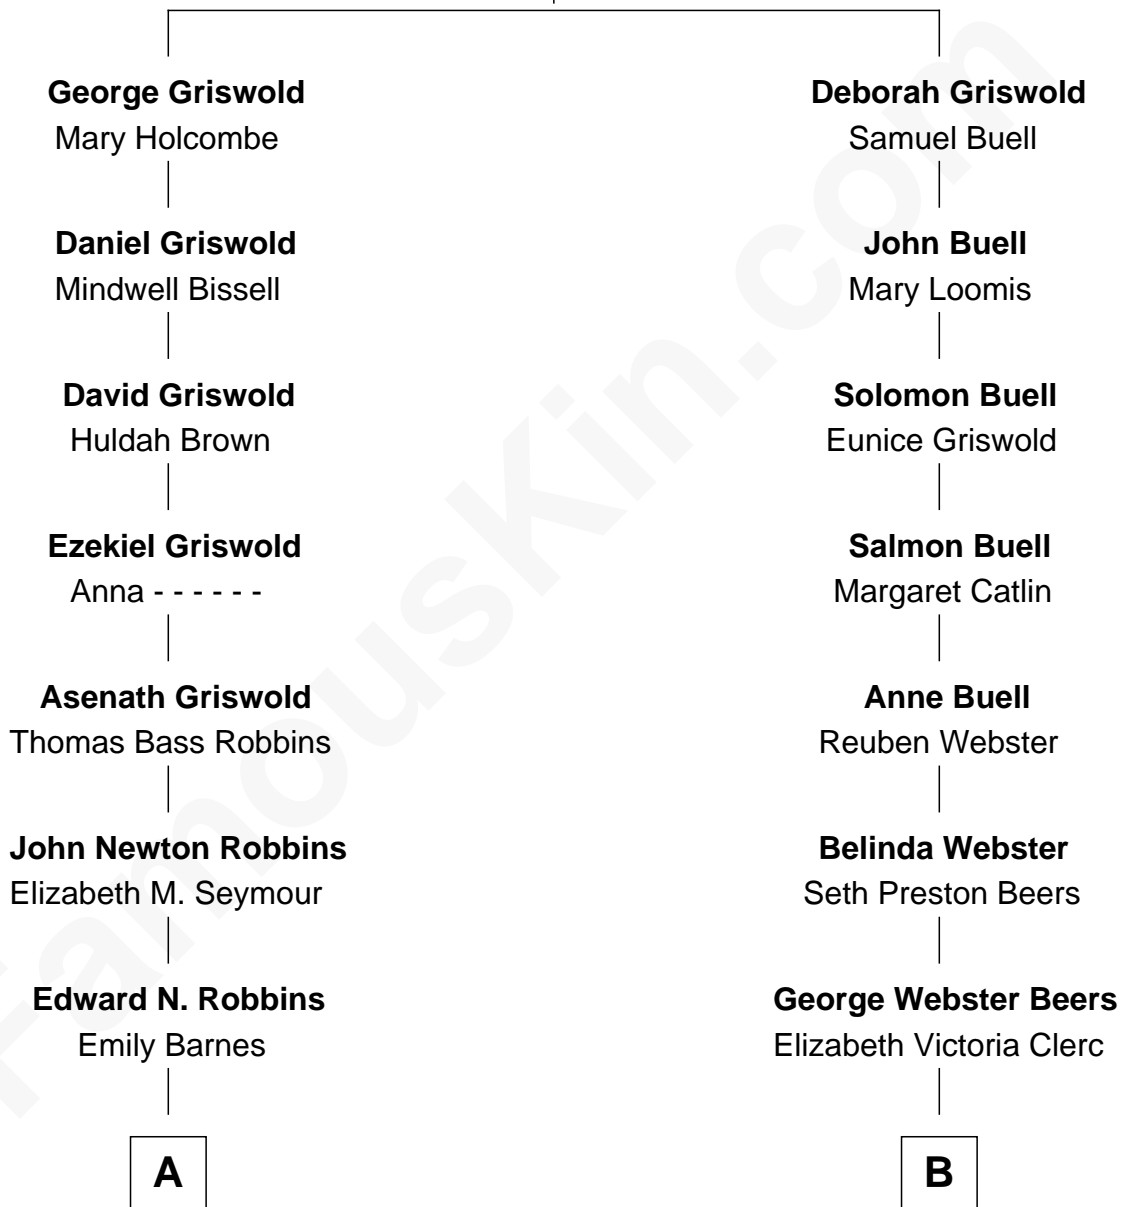 George Griswold
Mary Holcombe
Daniel Griswold
Mindwell Bissell
David Griswold
Huldah Brown
Ezekiel Griswold
Anna - - - - - -
Asenath Griswold
Thomas Bass Robbins
John Newton Robbins
Elizabeth M. Seymour
Edward N. Robbins
Emily Barnes
A
Deborah Griswold
Samuel Buell
John Buell
Mary Loomis
Solomon Buell
Eunice Griswold
Salmon Buell
Margaret Catlin
Anne Buell
Reuben Webster
Belinda Webster
Seth Preston Beers
George Webster Beers
Elizabeth Victoria Clerc
B
FamousKin.com